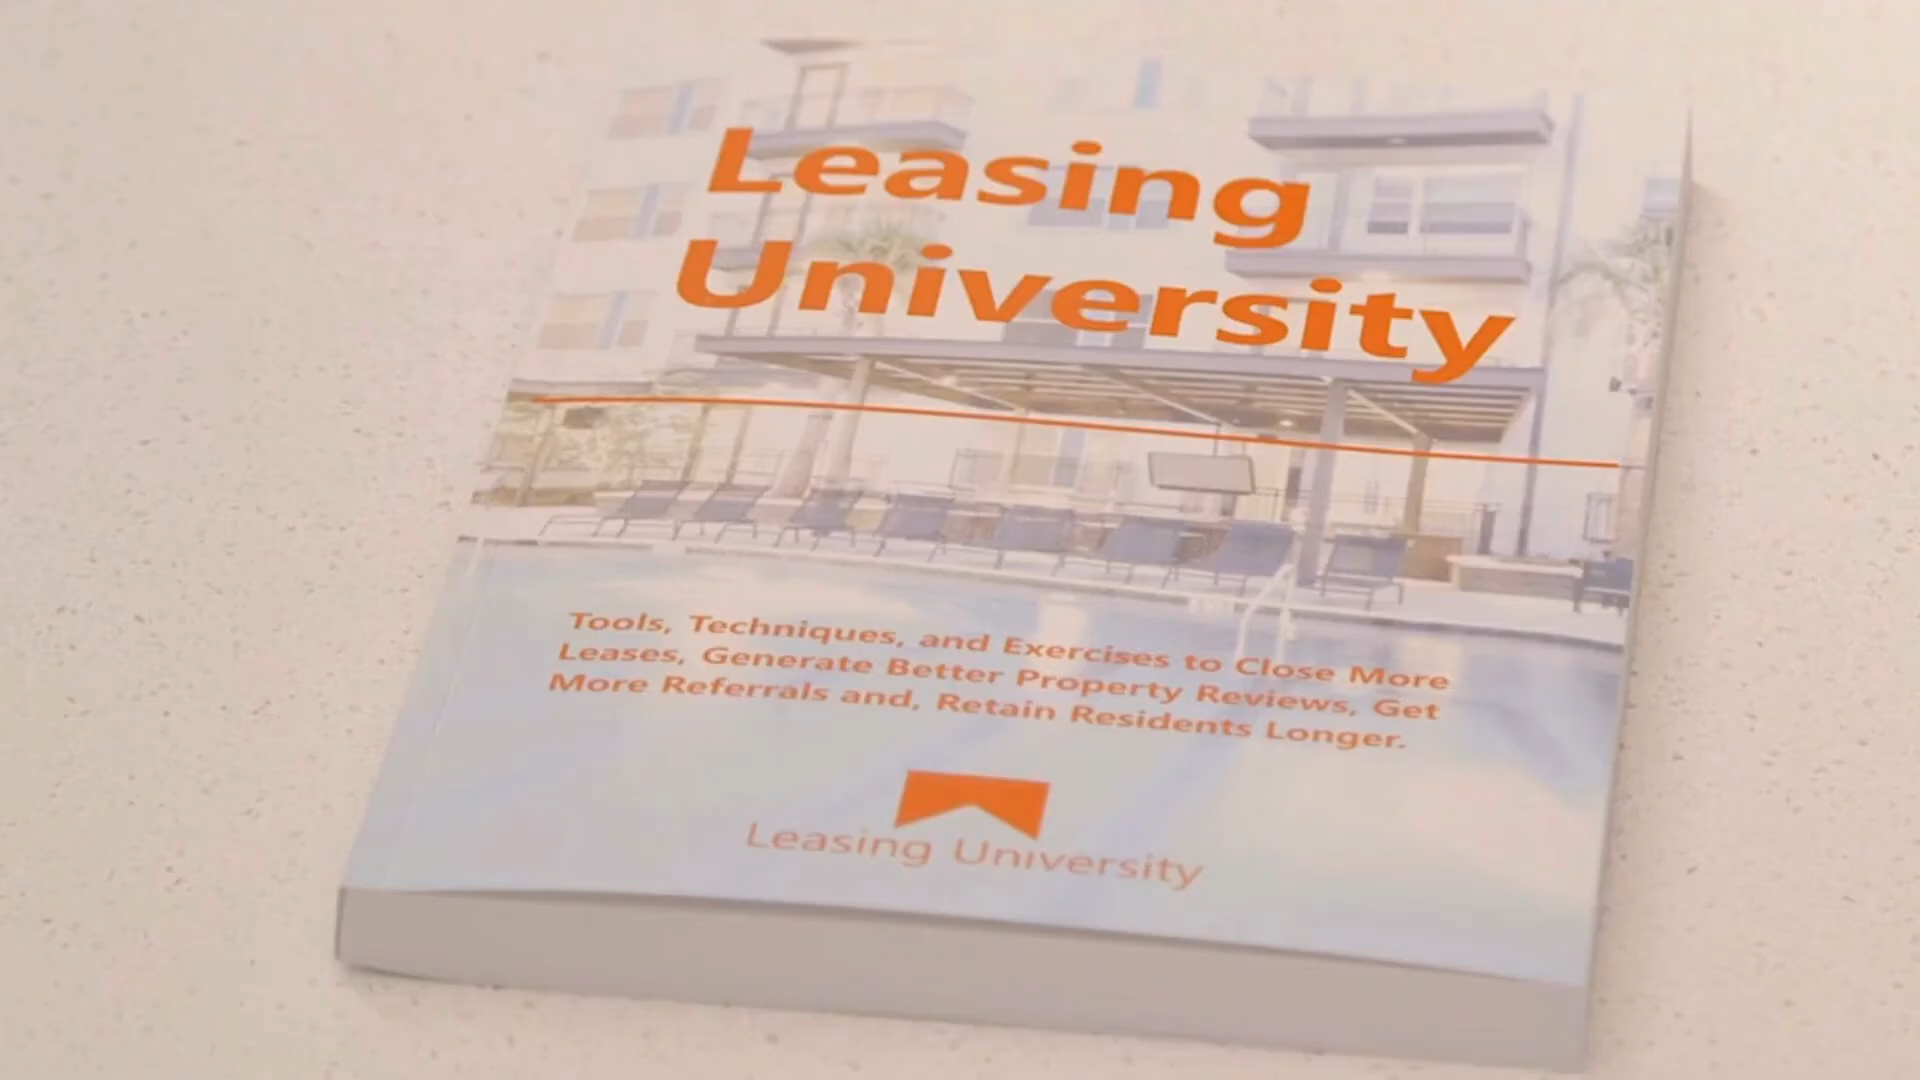 Leasing
University
Tools, Techniques, and Exercises to Close More
Leases, Generate Better Property Reviews, Get
More Referrals and, Retain Residents Longer.
Leasing University